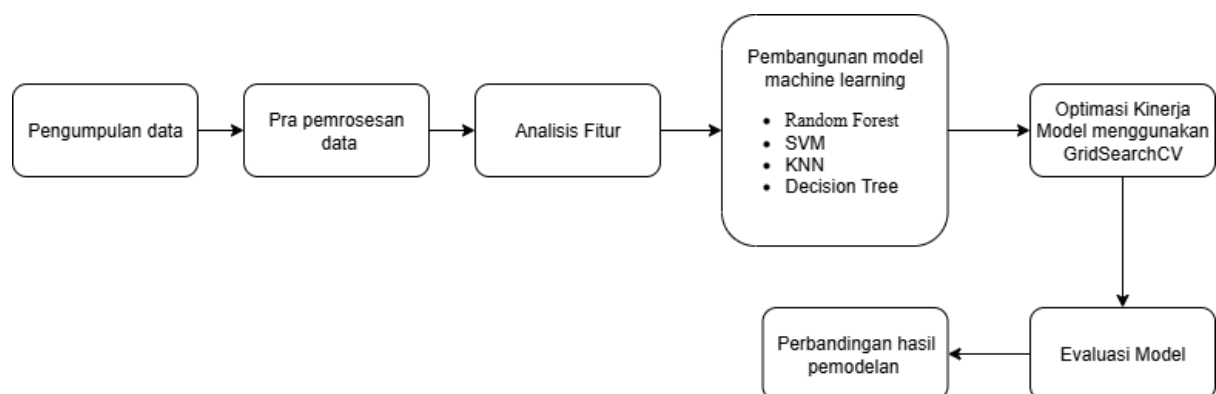 Pengumpulan data
Pra pemrosesan
data
Analisis Fitur
Pembangunan model
machine learning
• Random Forest
• SVM
• KNN
• Decision Tree
Optimasi Kinerja
Model menggunakan
GridSearchCV
Evaluasi Model
Perbandingan hasil
pemodelan